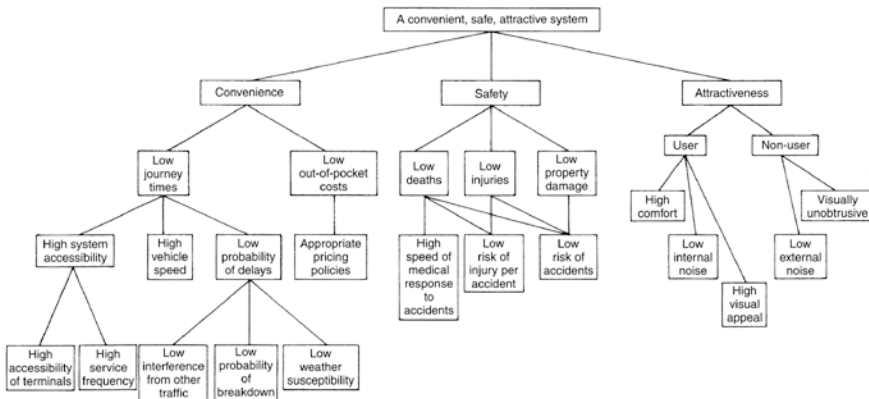 A convenient, safe, attractive system
Convenience
Safety
Attractiveness
User
Non-user
Low
journey
times
Low
out-of-pocket
costs
Low
deaths
Low
injuries
Low
property
damage
High
comfort
Visually
unobtrusive
High system
accessibility
High
vehicle
speed
Low
probability
of delays
Appropriate
pricing
policies
High
speed of
medical
response
to
accidents
Low
risk of
injury per
accident
Low
risk of
accidents
Low
internal
noise
Low
external
noise
High
visual
appeal
High
accessibility
of terminals
High
service
frequency
Low
interference
from other
traffic
Low
probability
of
breakdown
Low
weather
susceptibility